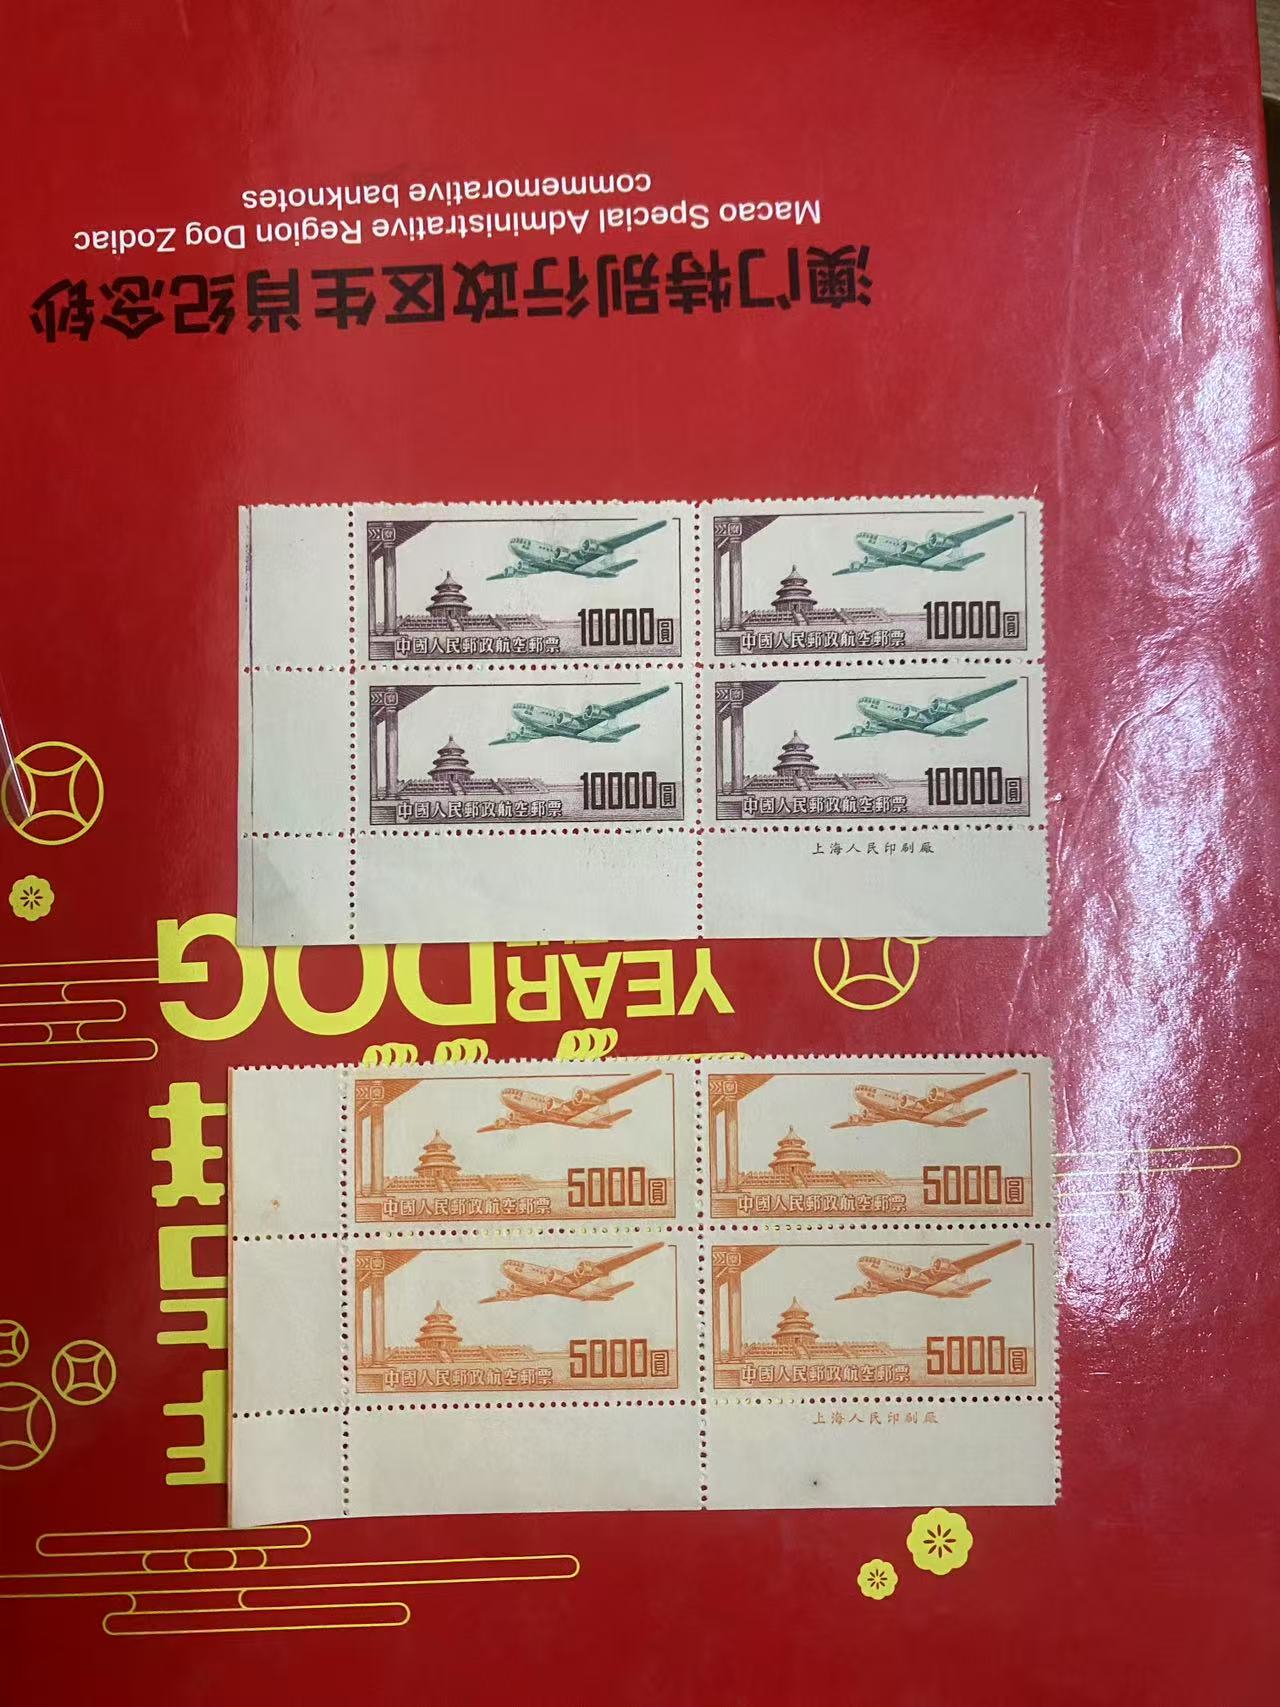 澳门特别行政区生肖纪念钞
Macao Special Administrative Region Dog Zodiac
commemorative banknotes
10000圓
中國人民郵政航空郵票
10000圓
中國人民郵政航空郵票
10000圓
中國人民郵政航空郵票
10000圓
中國人民郵政航空郵票
上海人民印刷廠
YEAR
DOG
5000圓
中國人民郵政航空郵票
5000圓
中國人民郵政航空郵票
5000圓
中國人民郵政航空郵票
5000圓
中國人民郵政航空郵票
上海人民印刷廠